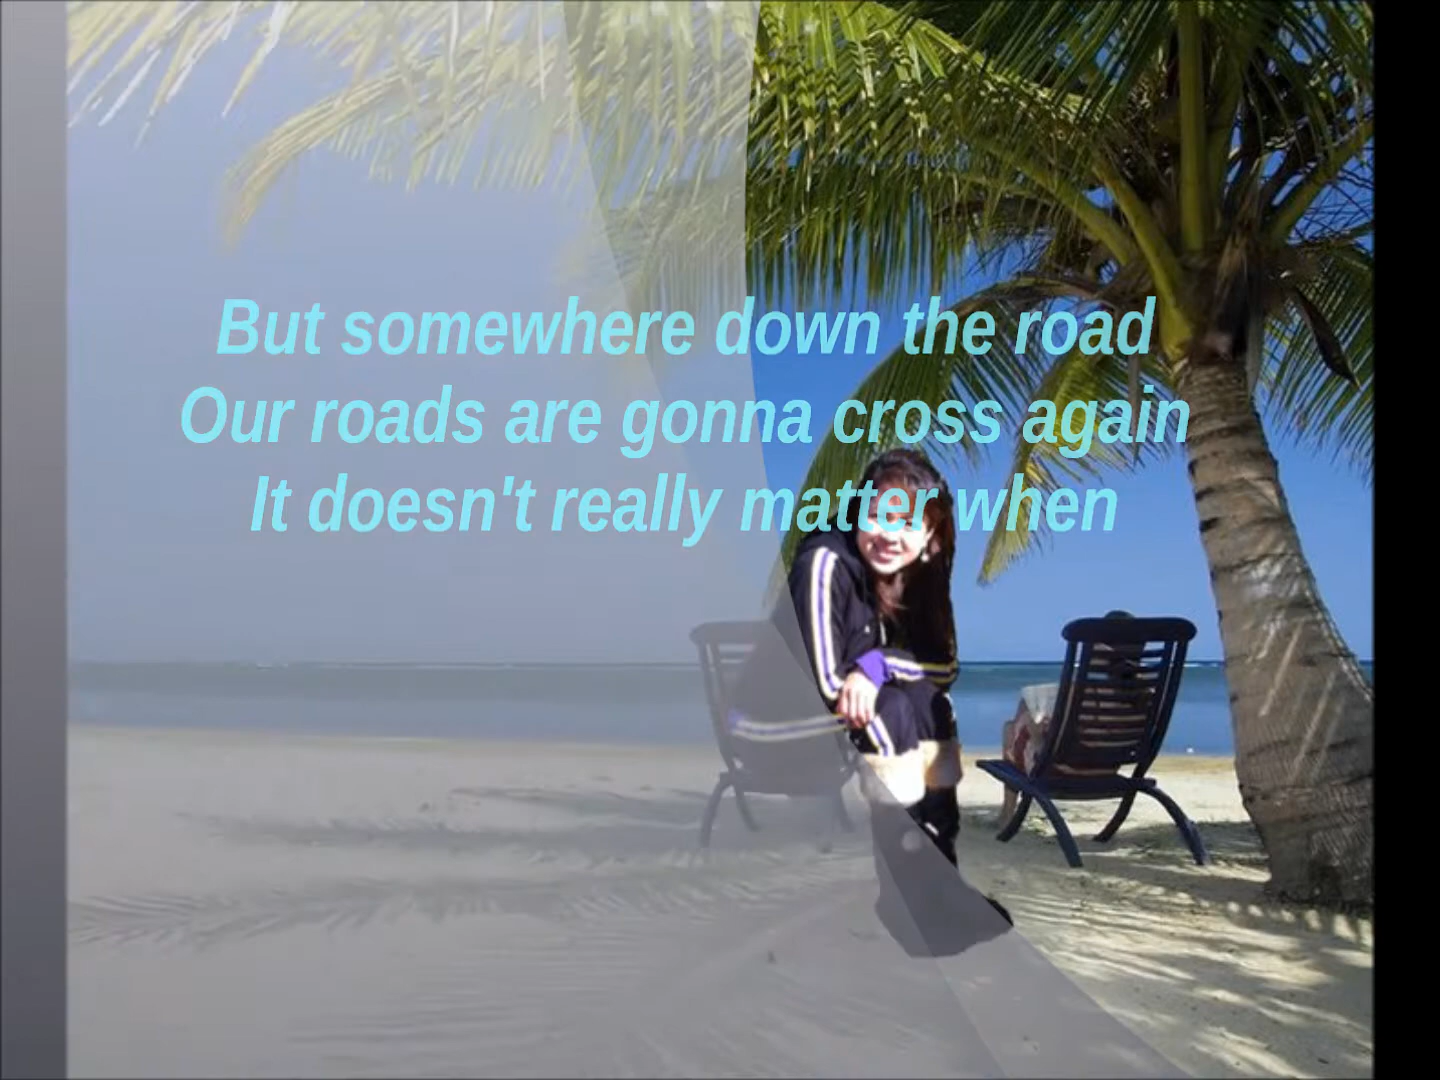 But somewhere down the road
Our roads are gonna cross again
It doesn't really matter when